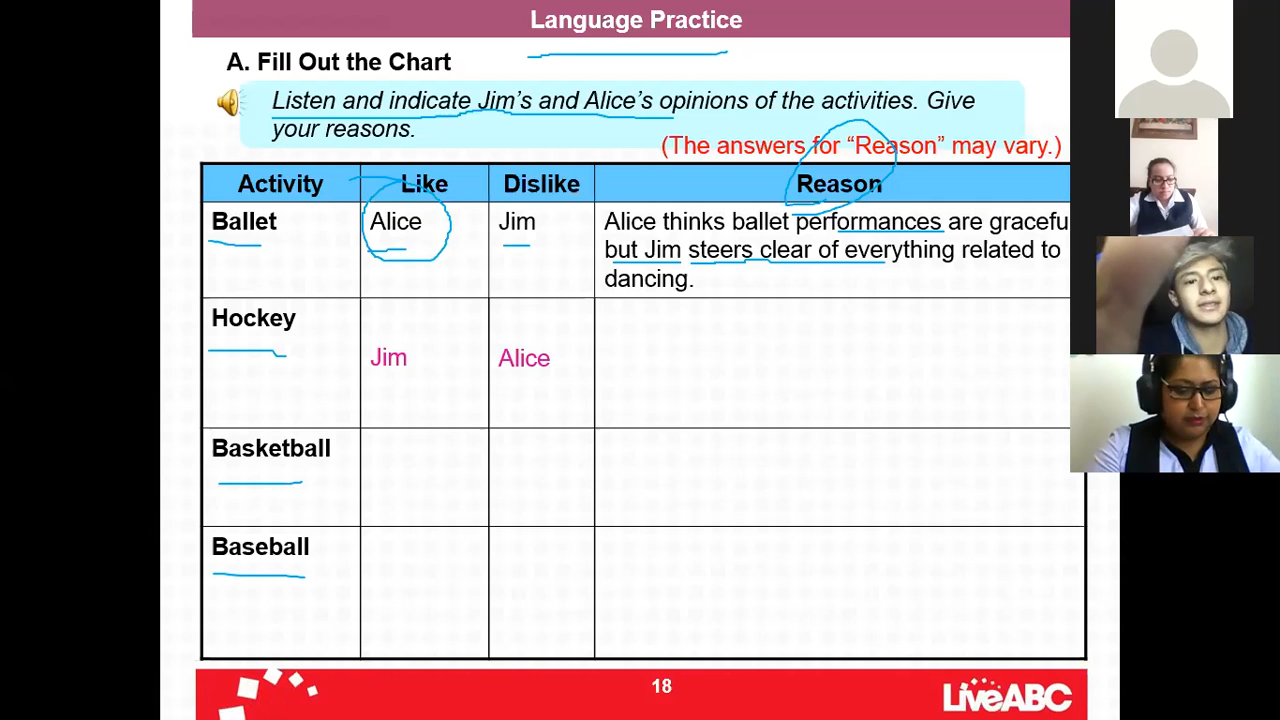 Language Practice
A. Fill Out the Chart
Listen and indicate Jim's and Alice's opinions of the activities. Give
your reasons.
(The answers for “Reason” may vary.)
Activity Like Dislike Reason
Ballet Alice Jim Alice thinks ballet performances are gracefu
but Jim steers clear of everything related to
dancing.
Hockey
Jim Alice
Basketball
Baseball
18
LiveABC